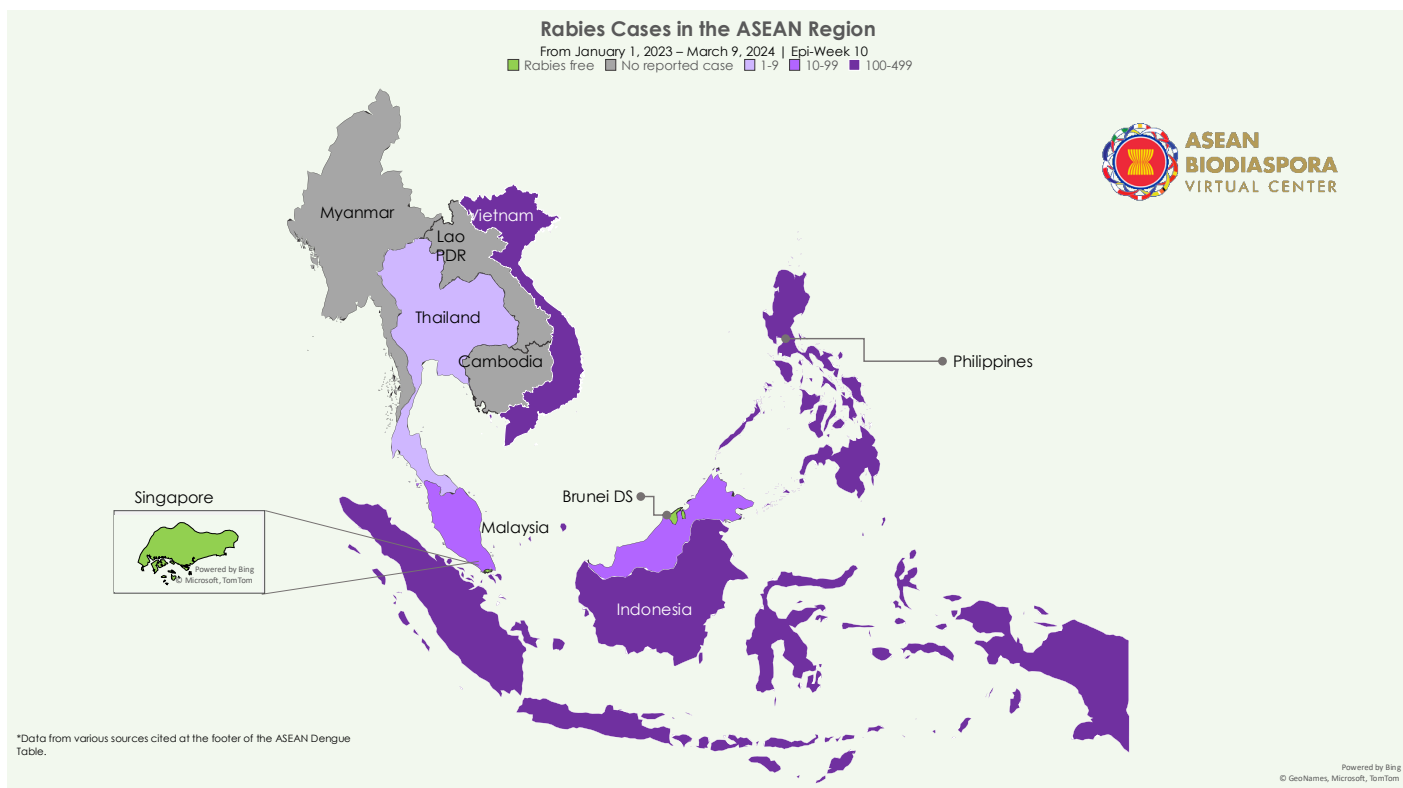 Rabies Cases in the ASEAN Region
From January 1, 2023 – March 9, 2024 | Epi-Week 10
Rabies free No reported case 1-9 10-99 100-499
ASEAN
BIODIASPORA
VIRTUAL CENTER
Myanmar
Vietnam
Lao
PDR
Thailand
Cambodia
Philippines
Singapore
Brunei DS
Malaysia
Powered by Bing
© Microsoft, TomTom
Indonesia
*Data from various sources cited at the footer of the ASEAN Dengue
Table.
Powered by Bing
© GeoNames, Microsoft, TomTom